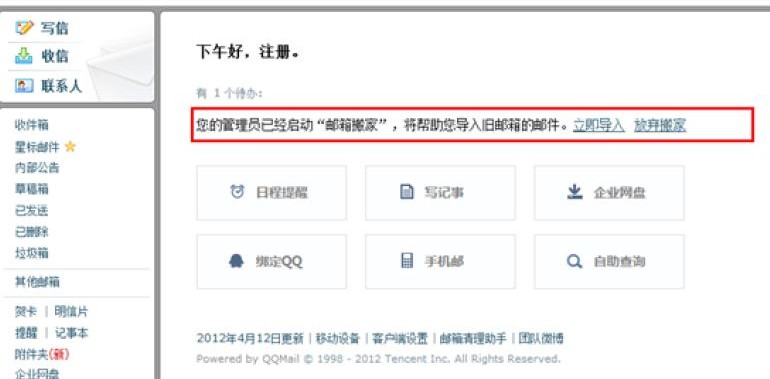 写信
收信
联系人
收件箱
星标邮件
内部公告
草稿箱
已发送
已删除
垃圾箱
其他邮箱
贺卡 | 明信片
提醒 | 记事本
附件夹(新)
企业网盘
下午好，注册。
有 1 个待办:
您的管理员已经启动“邮箱搬家”，将帮助您导入旧邮箱的邮件。立即导入 放弃搬家
日程提醒 写记事 企业网盘
绑定QQ 手机邮 自助查询
2012年4月12日更新 | 移动设备 | 客户端设置 | 邮箱清理助手 | 团队微博
Powered by QQMail © 1998 - 2012 Tencent Inc. All Rights Reserved.